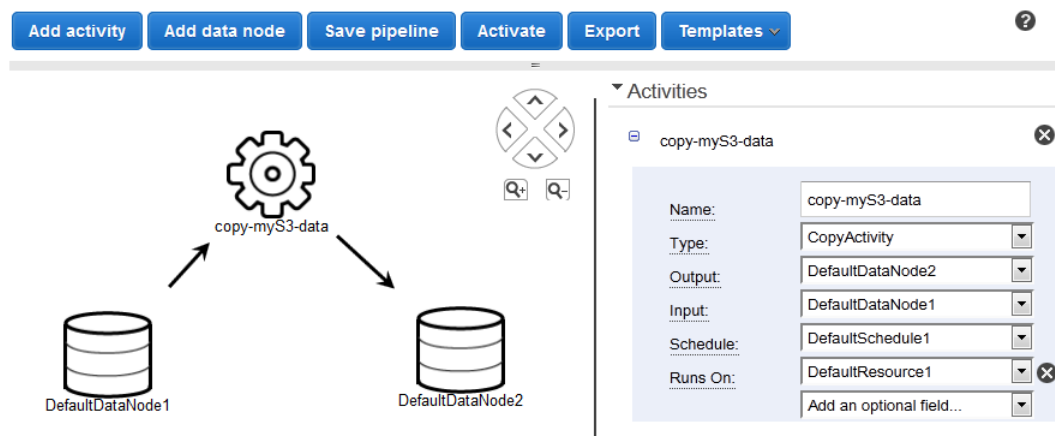 Add activity Add data node Save pipeline Activate Export Templates
Activities
copy-myS3-data
copy-myS3-data
DefaultDataNode1
DefaultDataNode2
Name: copy-myS3-data
Type: CopyActivity
Output: DefaultDataNode2
Input: DefaultDataNode1
Schedule: DefaultSchedule1
Runs On: DefaultResource1
Add an optional field...